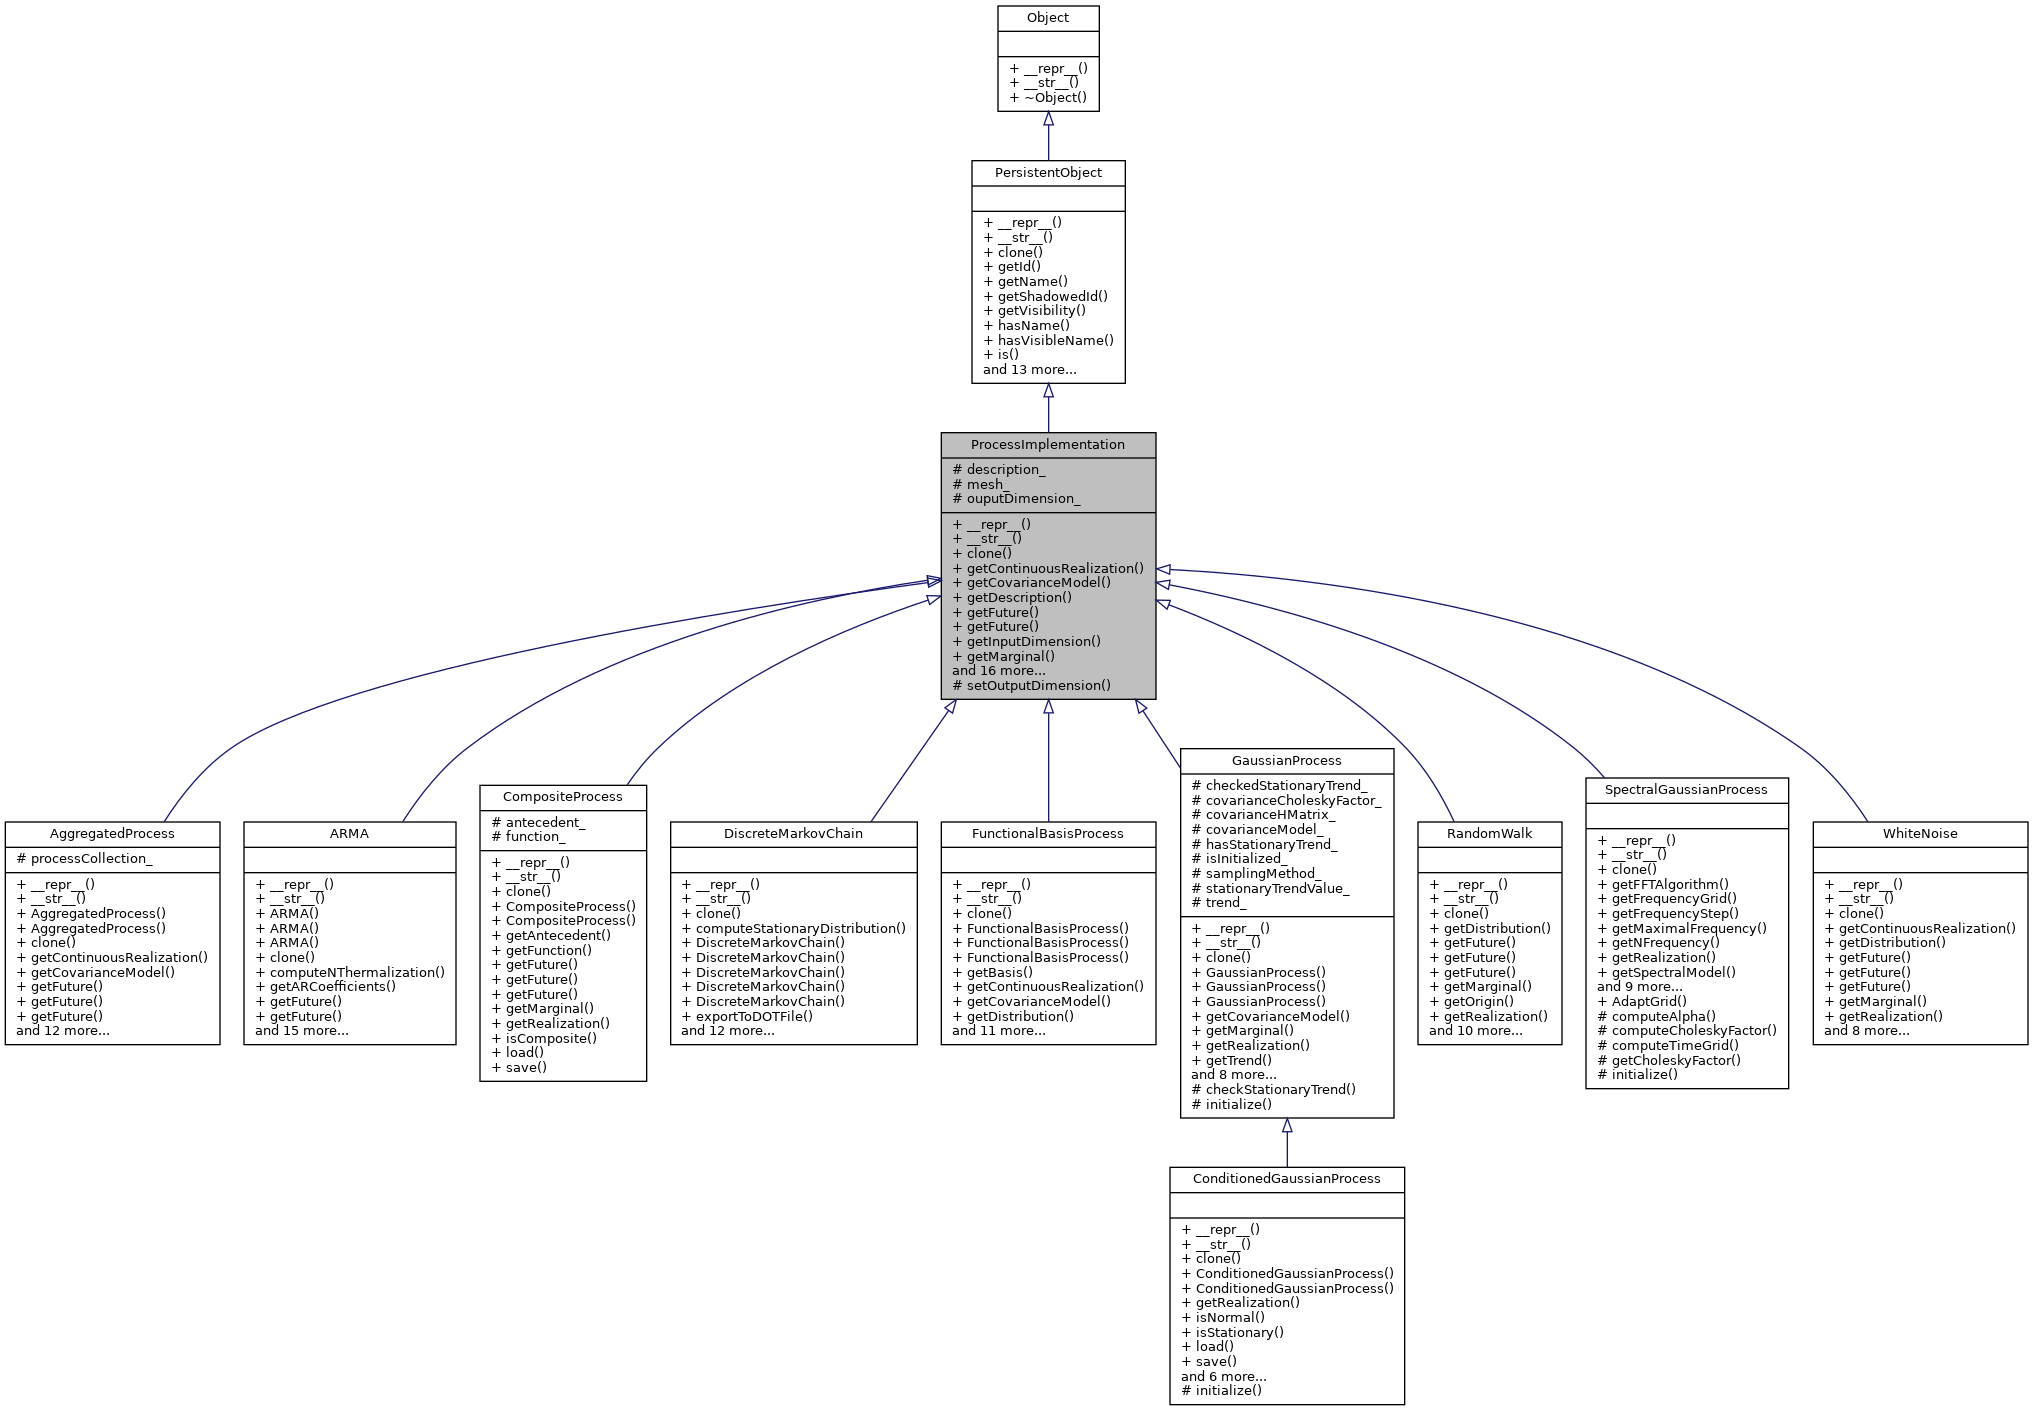 Object
+ __repr__()
+ __str__()
+ ~Object()
PersistentObject
+ __repr__()
+ __str__()
+ clone()
+ getId()
+ getName()
+ getShadowedId()
+ getVisibility()
+ hasName()
+ hasVisibleName()
+ is()
and 13 more...
ProcessImplementation
# description_
# mesh_
# ouputDimension_
+ __repr__()
+ __str__()
+ clone()
+ getContinuousRealization()
+ getCovarianceModel()
+ getDescription()
+ getFuture()
+ getFuture()
+ getInputDimension()
+ getMarginal()
and 16 more...
# setOutputDimension()
AggregatedProcess
# processCollection_
+ __repr__()
+ __str__()
+ AggregatedProcess()
+ AggregatedProcess()
+ clone()
+ getContinuousRealization()
+ getCovarianceModel()
+ getFuture()
+ getFuture()
+ getFuture()
and 12 more...
ARMA
+ __repr__()
+ __str__()
+ ARMA()
+ ARMA()
+ ARMA()
+ clone()
+ computeNThermalization()
+ getARCoefficients()
+ getFuture()
+ getFuture()
and 15 more...
CompositeProcess
# antecedent_
# function_
+ __repr__()
+ __str__()
+ clone()
+ CompositeProcess()
+ CompositeProcess()
+ getAntecedent()
+ getFunction()
+ getFuture()
+ getFuture()
+ getFuture()
+ getMarginal()
+ getRealization()
+ isComposite()
+ load()
+ save()
DiscreteMarkovChain
+ __repr__()
+ __str__()
+ clone()
+ computeStationaryDistribution()
+ DiscreteMarkovChain()
+ DiscreteMarkovChain()
+ DiscreteMarkovChain()
+ DiscreteMarkovChain()
+ DiscreteMarkovChain()
+ exportToDOTFile()
and 12 more...
FunctionalBasisProcess
+ __repr__()
+ __str__()
+ clone()
+ FunctionalBasisProcess()
+ FunctionalBasisProcess()
+ FunctionalBasisProcess()
+ getBasis()
+ getContinuousRealization()
+ getCovarianceModel()
+ getDistribution()
and 11 more...
GaussianProcess
# checkedStationaryTrend_
# covarianceCholeskyFactor_
# covarianceHMatrix_
# covarianceModel_
# hasStationaryTrend_
# isInitialized_
# samplingMethod_
# stationaryTrendValue_
# trend_
+ __repr__()
+ __str__()
+ clone()
+ GaussianProcess()
+ GaussianProcess()
+ GaussianProcess()
+ getCovarianceModel()
+ getMarginal()
+ getRealization()
+ getTrend()
and 8 more...
# checkStationaryTrend()
# initialize()
RandomWalk
+ __repr__()
+ __str__()
+ clone()
+ getDistribution()
+ getFuture()
+ getFuture()
+ getFuture()
+ getMarginal()
+ getOrigin()
+ getRealization()
and 10 more...
SpectralGaussianProcess
+ __repr__()
+ __str__()
+ clone()
+ getFFTAlgorithm()
+ getFrequencyGrid()
+ getFrequencyStep()
+ getMaximalFrequency()
+ getNFrequency()
+ getRealization()
+ getSpectralModel()
and 9 more...
+ AdaptGrid()
# computeAlpha()
# computeCholeskyFactor()
# computeTimeGrid()
# getCholeskyFactor()
# initialize()
WhiteNoise
+ __repr__()
+ __str__()
+ clone()
+ getContinuousRealization()
+ getDistribution()
+ getFuture()
+ getFuture()
+ getFuture()
+ getMarginal()
+ getRealization()
and 8 more...
ConditionedGaussianProcess
+ __repr__()
+ __str__()
+ clone()
+ ConditionedGaussianProcess()
+ ConditionedGaussianProcess()
+ getRealization()
+ isNormal()
+ isStationary()
+ load()
+ save()
and 6 more...
# initialize()